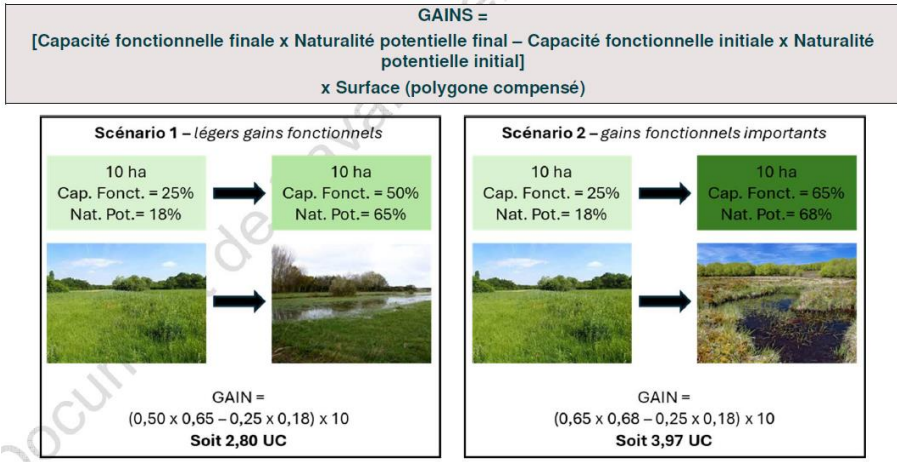 GAINS =
[Capacité fonctionnelle finale x Naturalité potentielle final – Capacité fonctionnelle initiale x Naturalité
potentielle initial]
x Surface (polygone compensé)
Scénario 1 – légers gains fonctionnels
10 ha
Cap. Fonct. = 25%
Nat. Pot.= 18%
10 ha
Cap. Fonct. = 50%
Nat. Pot.= 65%
GAIN =
(0,50 x 0,65 – 0,25 x 0,18) x 10
Soit 2,80 UC
Scénario 2 – gains fonctionnels importants
10 ha
Cap. Fonct. = 25%
Nat. Pot.= 18%
10 ha
Cap. Fonct. = 65%
Nat. Pot.= 68%
GAIN =
(0,65 x 0,68 – 0,25 x 0,18) x 10
Soit 3,97 UC
Document de